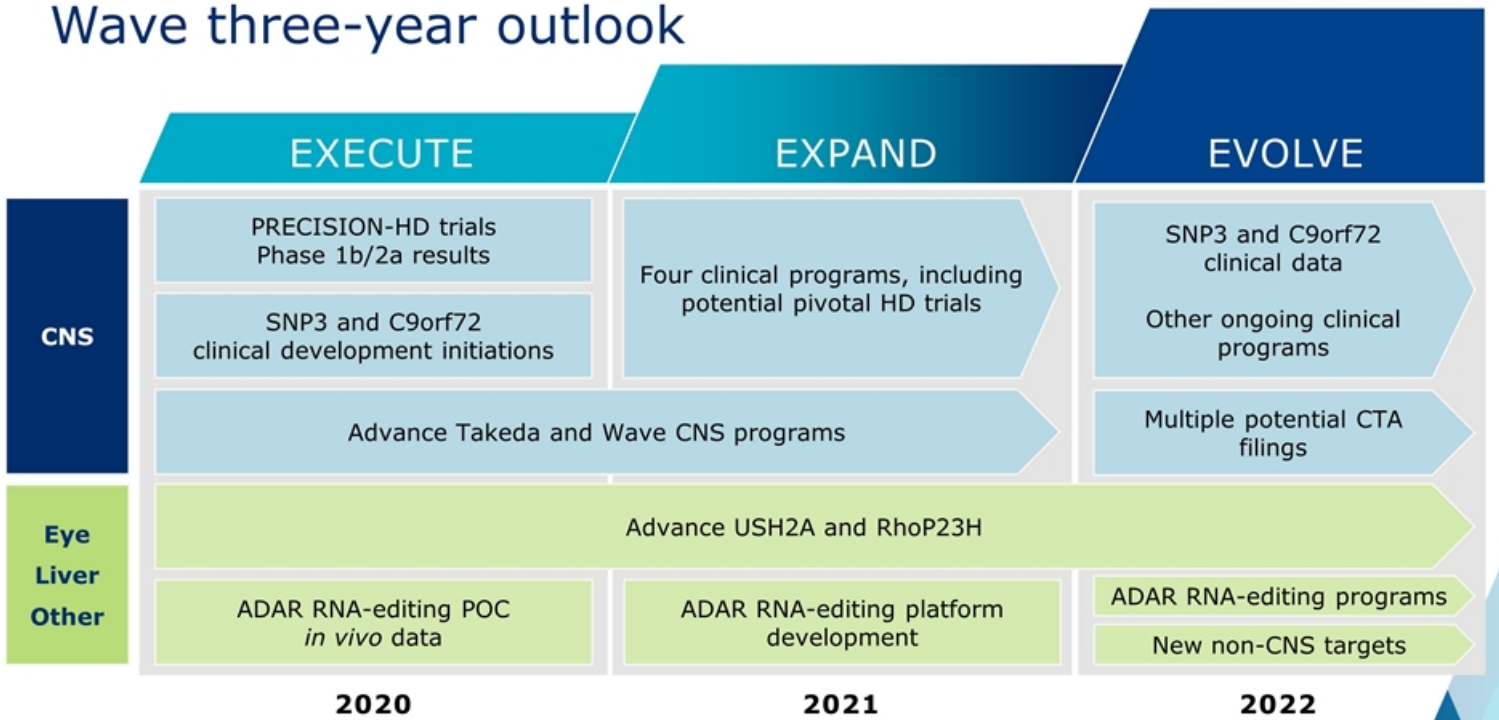 Wave three-year outlook
EXECUTE
EXPAND
EVOLVE
CNS
PRECISION-HD trials
Phase 1b/2a results
SNP3 and C9orf72
clinical development initiations
Four clinical programs, including
potential pivotal HD trials
SNP3 and C9orf72
clinical data
Other ongoing clinical
programs
Advance Takeda and Wave CNS programs
Multiple potential CTA
filings
Eye
Liver
Other
Advance USH2A and RhoP23H
ADAR RNA-editing POC
in vivo data
ADAR RNA-editing platform
development
ADAR RNA-editing programs
New non-CNS targets
2020
2021
2022